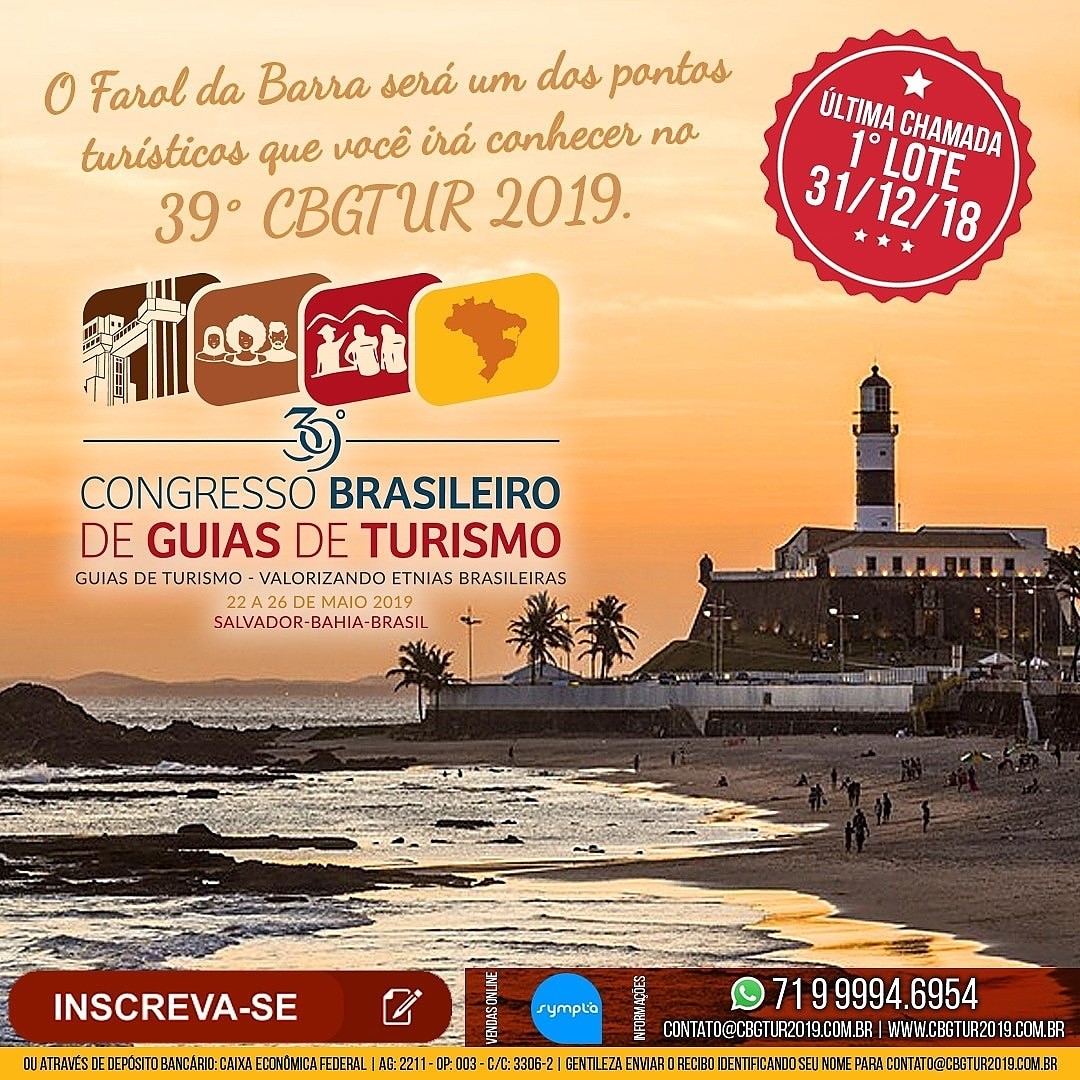 O Farol da Barra será um dos pontos
turísticos que você irá conhecer no
39° CBGTUR 2019.
ÚLTIMA CHAMADA
1° LOTE
31/12/18
39°
CONGRESSO BRASILEIRO
DE GUIAS DE TURISMO
GUIAS DE TURISMO - VALORIZANDO ETNIAS BRASILEIRAS
22 A 26 DE MAIO 2019
SALVADOR-BAHIA-BRASIL
INSCREVA-SE
VENDAS ONLINE
sympla
INFORMAÇÕES
71 9 9994.6954
CONTATO@CBGTUR2019.COM.BR | WWW.CBGTUR2019.COM.BR
OU ATRAVÉS DE DEPÓSITO BANCÁRIO: CAIXA ECONÔMICA FEDERAL | AG: 2211 - OP: 003 - C/C: 3306-2 | GENTILEZA ENVIAR O RECIBO IDENTIFICANDO SEU NOME PARA CONTATO@CBGTUR2019.COM.BR